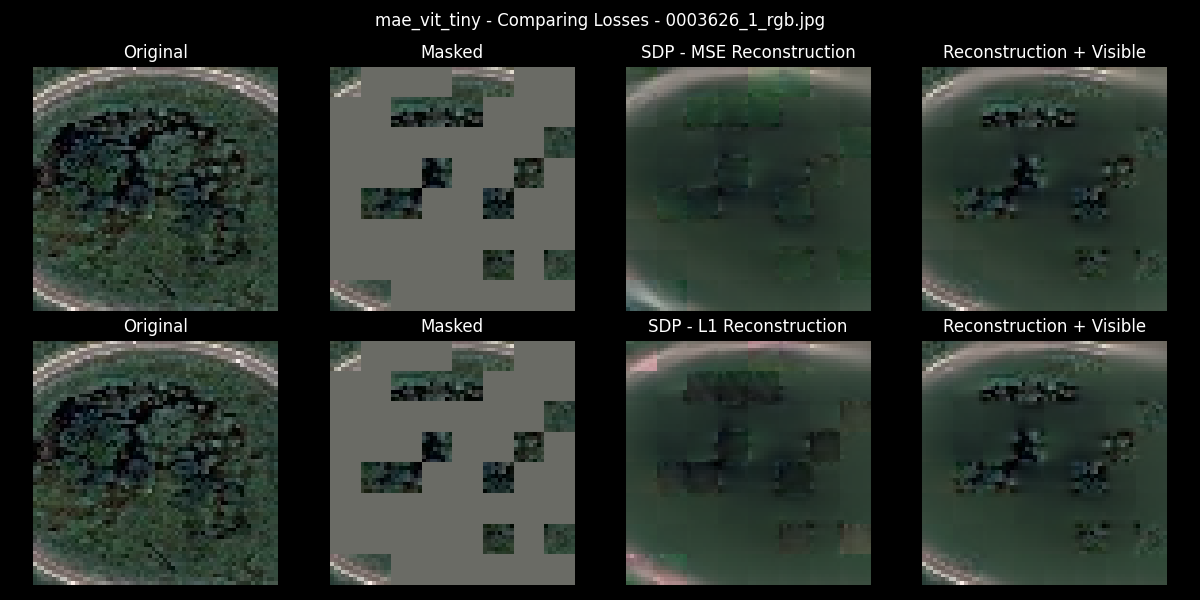 mae_vit_tiny - Comparing Losses - 0003626_1_rgb.jpg
Original
Masked
SDP - MSE Reconstruction
Reconstruction + Visible
Original
Masked
SDP - L1 Reconstruction
Reconstruction + Visible